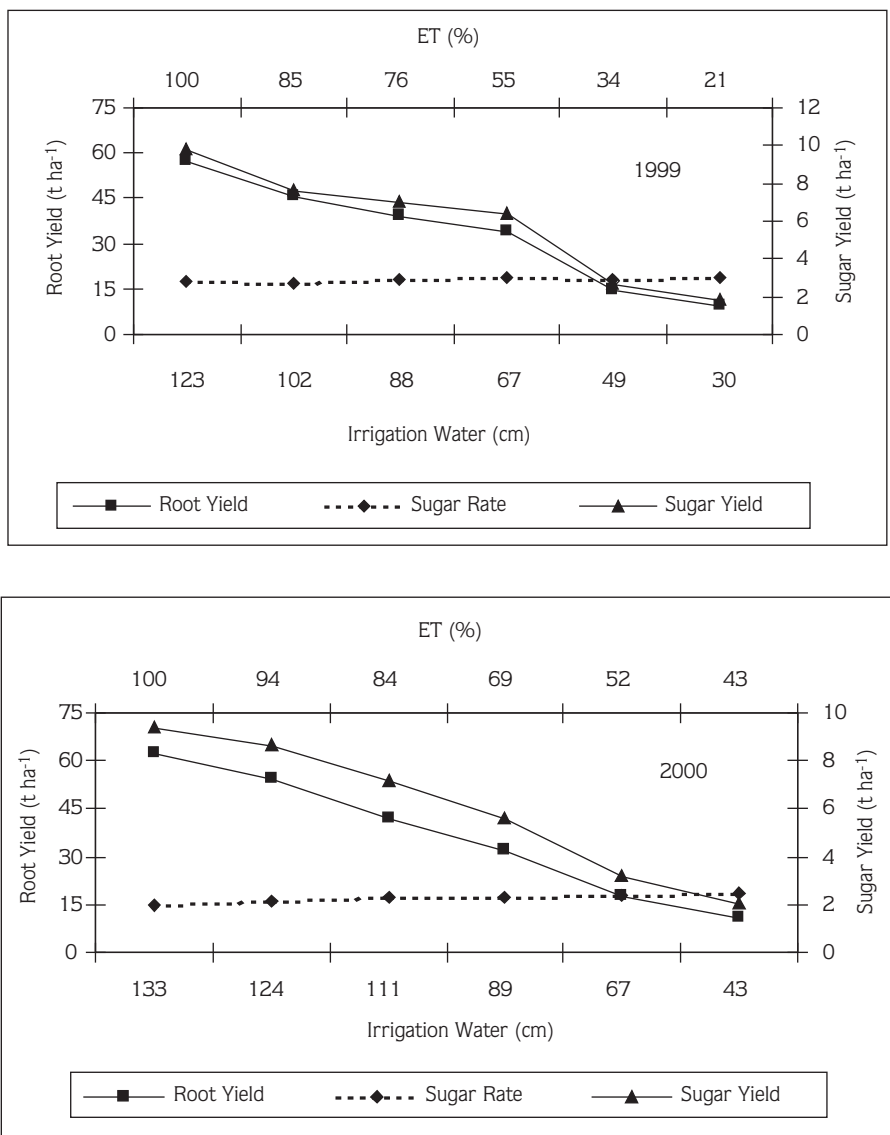 ET (%)
100 85 76 55 34 21
75 12
10
60
1999
8
45
6
30
4
15
2
0 0
Root Yield (t ha-1)
Sugar Yield (t ha-1)
123 102 88 67 49 30
Irrigation Water (cm)
Root Yield Sugar Rate Sugar Yield
ET (%)
100 94 84 69 52 43
75 10
60 8
2000
45 6
30 4
15 2
0 0
Root Yield (t ha-1)
Sugar Yield (t ha-1)
133 124 111 89 67 43
Irrigation Water (cm)
Root Yield Sugar Rate Sugar Yield